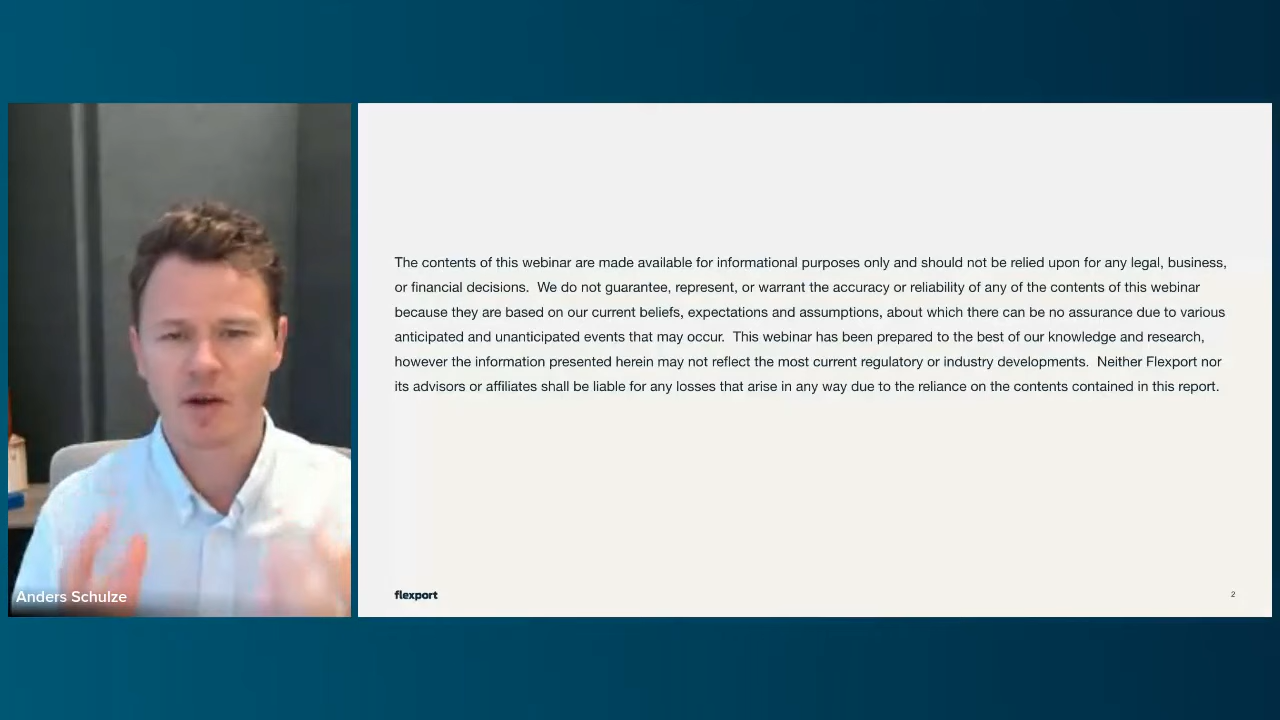 The contents of this webinar are made available for informational purposes only and should not be relied upon for any legal, business,
or financial decisions.  We do not guarantee, represent, or warrant the accuracy or reliability of any of the contents of this webinar
because they are based on our current beliefs, expectations and assumptions, about which there can be no assurance due to various
anticipated and unanticipated events that may occur.  This webinar has been prepared to the best of our knowledge and research,
however the information presented herein may not reflect the most current regulatory or industry developments.  Neither Flexport nor
its advisors or affiliates shall be liable for any losses that arise in any way due to the reliance on the contents contained in this report.
Anders Schulze
flexport
2